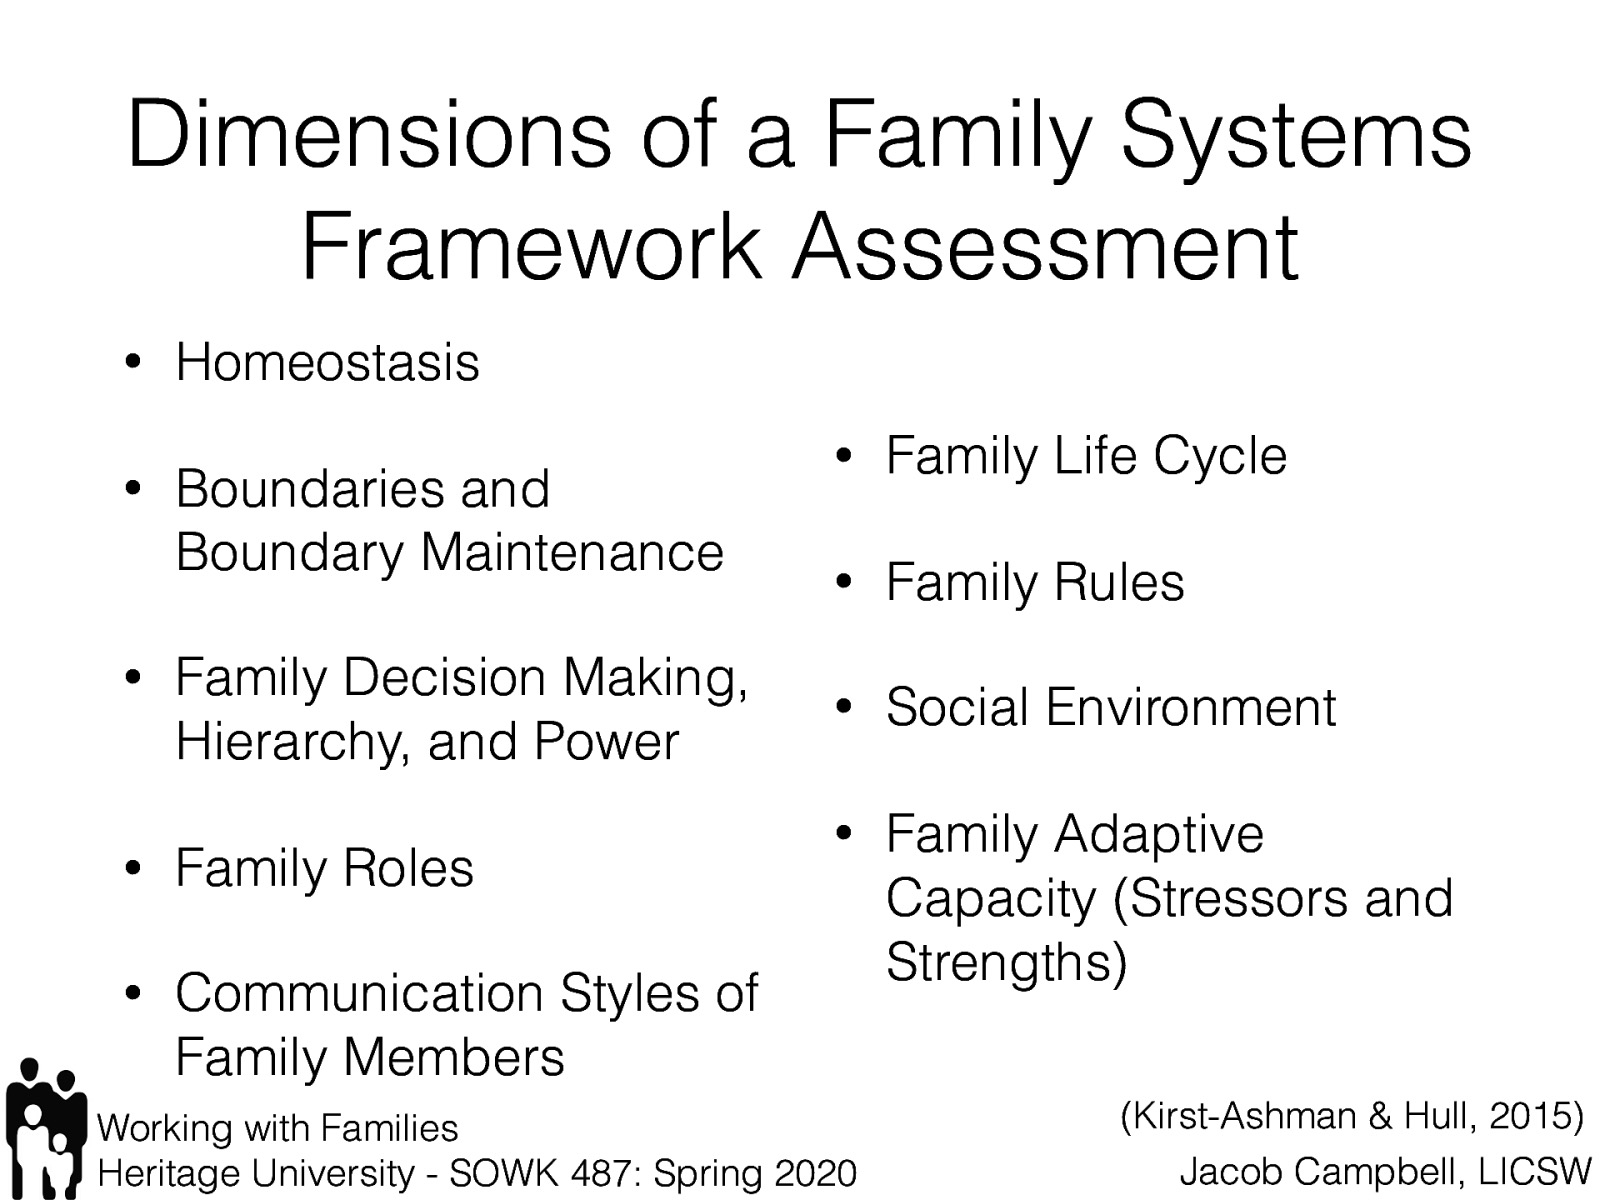 Dimensions of a Family Systems
Framework Assessment
• Homeostasis
• Boundaries and
Boundary Maintenance
• Family Decision Making,
Hierarchy, and Power
• Family Roles
• Communication Styles of
Family Members
• Family Life Cycle
• Family Rules
• Social Environment
• Family Adaptive
Capacity (Stressors and
Strengths)
Working with Families
Heritage University - SOWK 487: Spring 2020
(Kirst-Ashman & Hull, 2015)
Jacob Campbell, LICSW